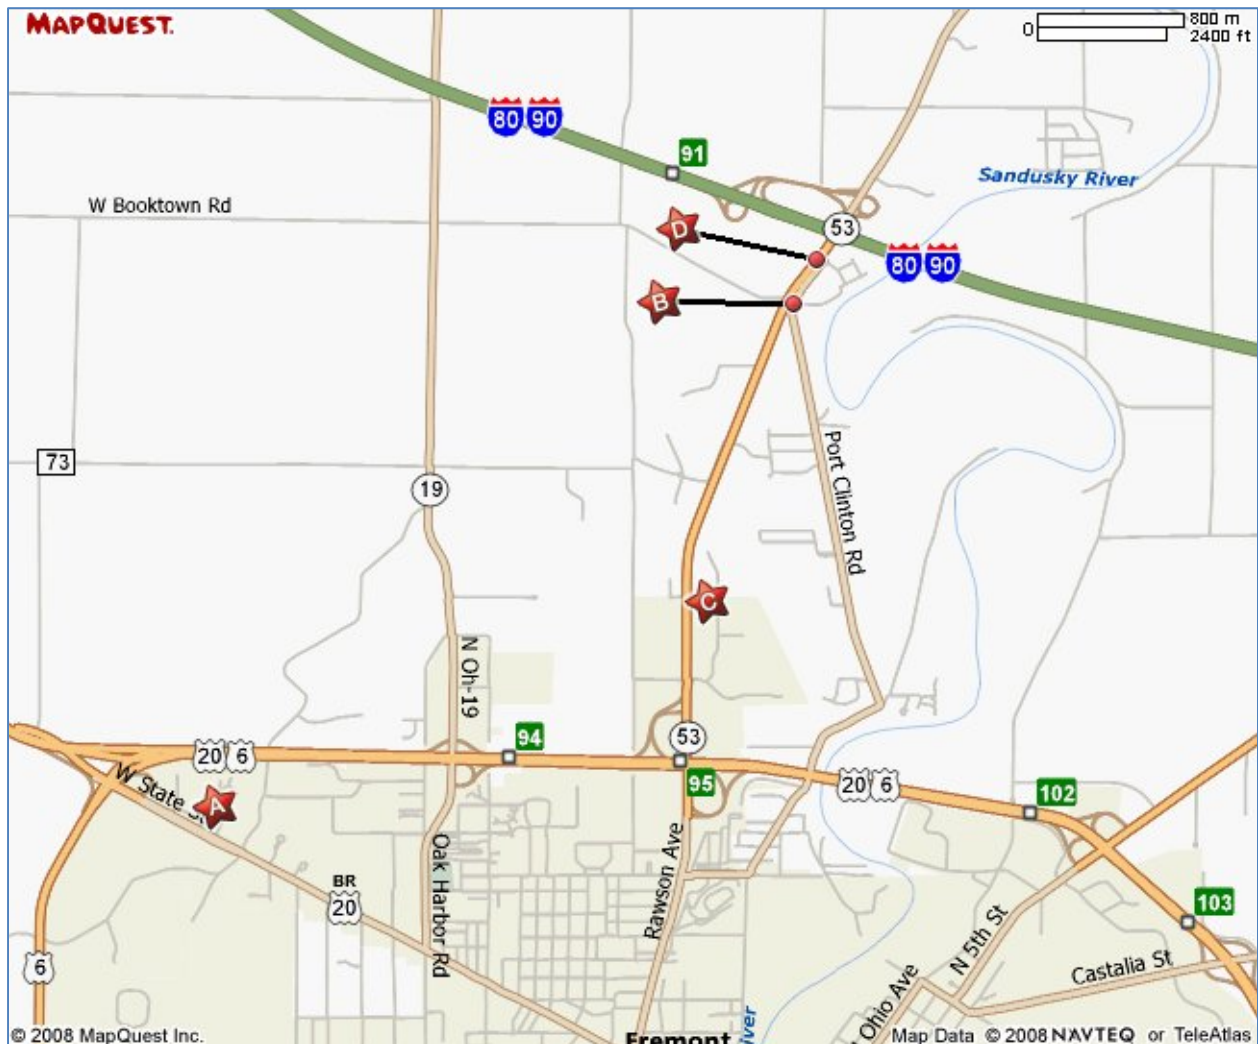 MAPQUEST.
0
800 m
2400 ft
80
90
91
Sandusky River
W Booktown Rd
D
53
80
90
B
Port Clinton Rd
73
19
C
N Oh-19
94
53
20
6
95
20
6
102
W State St
A
Oak Harbor Rd
Rawson Ave
BR
20
103
N 5th St
6
Castalia St
Ohio Ave
Fremont
© 2008 MapQuest Inc.
Map Data © 2008 NAVTEQ or TeleAtlas